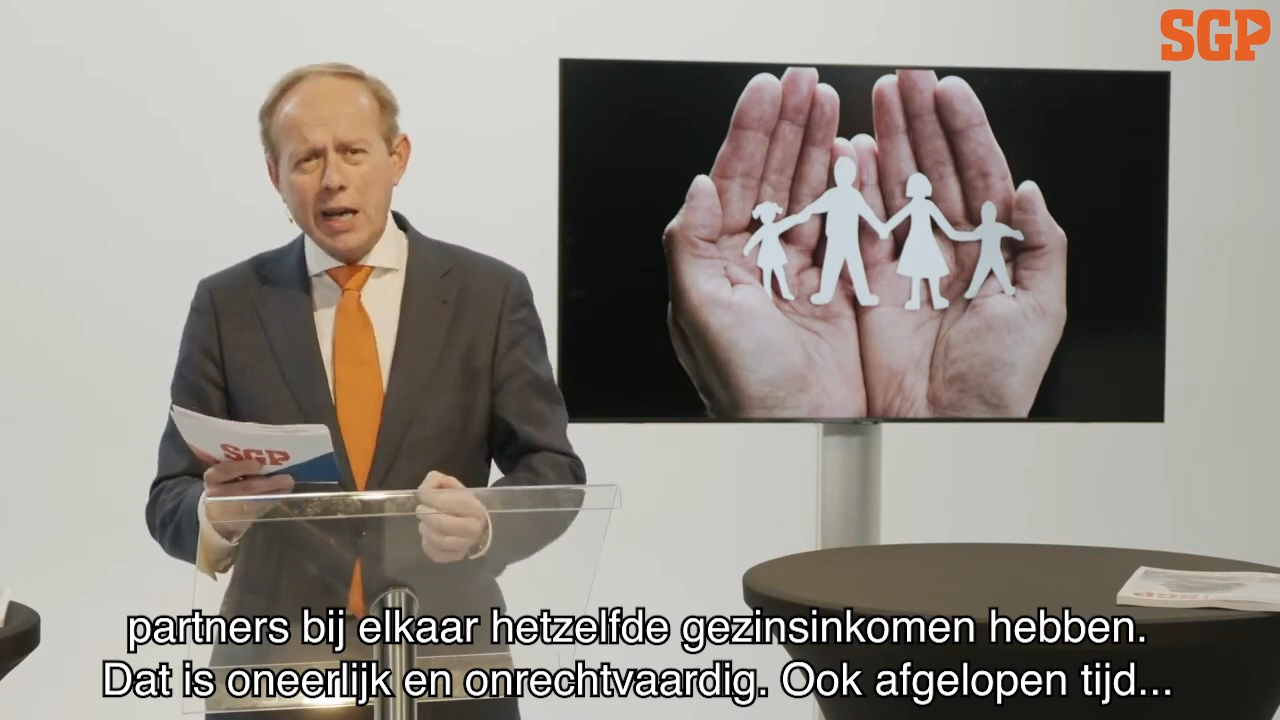 SGP
SGP
partners bij elkaar hetzelfde gezinsinkomen hebben.
Dat is oneerlijk en onrechtvaardig. Ook afgelopen tijd...